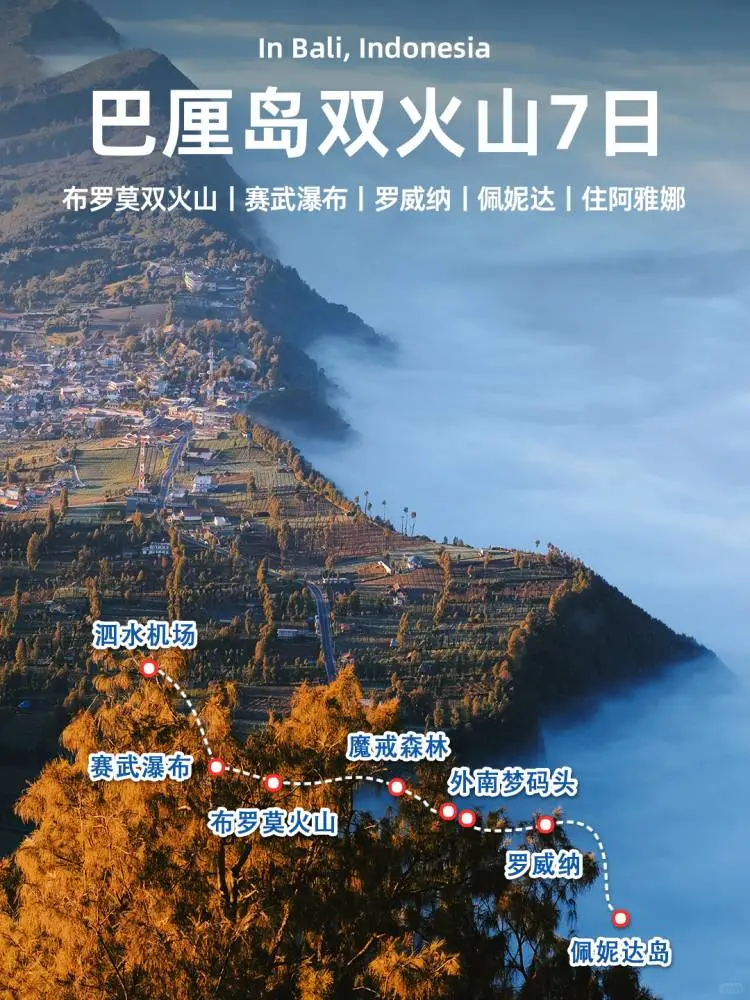 In Bali, Indonesia
巴厘岛双火山7日
布罗莫双火山丨赛武瀑布丨罗威纳丨佩妮达丨住阿雅娜
泗水机场
魔戒森林
赛武瀑布
外南梦码头
布罗莫火山
罗威纳
佩妮达岛